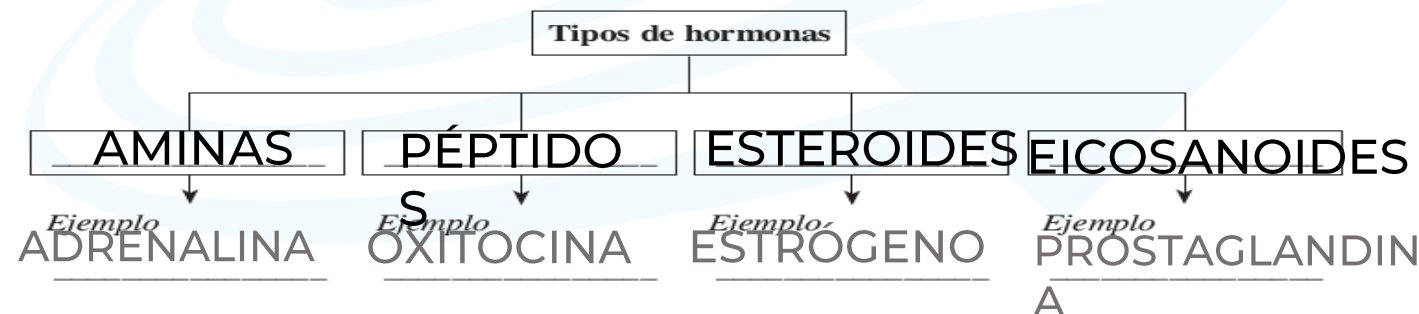 Tipos de hormonas
AMINAS
PÉPTIDO
S
ESTEROIDES
EICOSANOIDES
Ejemplo
ADRENALINA
Ejemplo
OXITOCINA
Ejemplo
ESTRÓGENO
Ejemplo
PROSTAGLANDIN
A